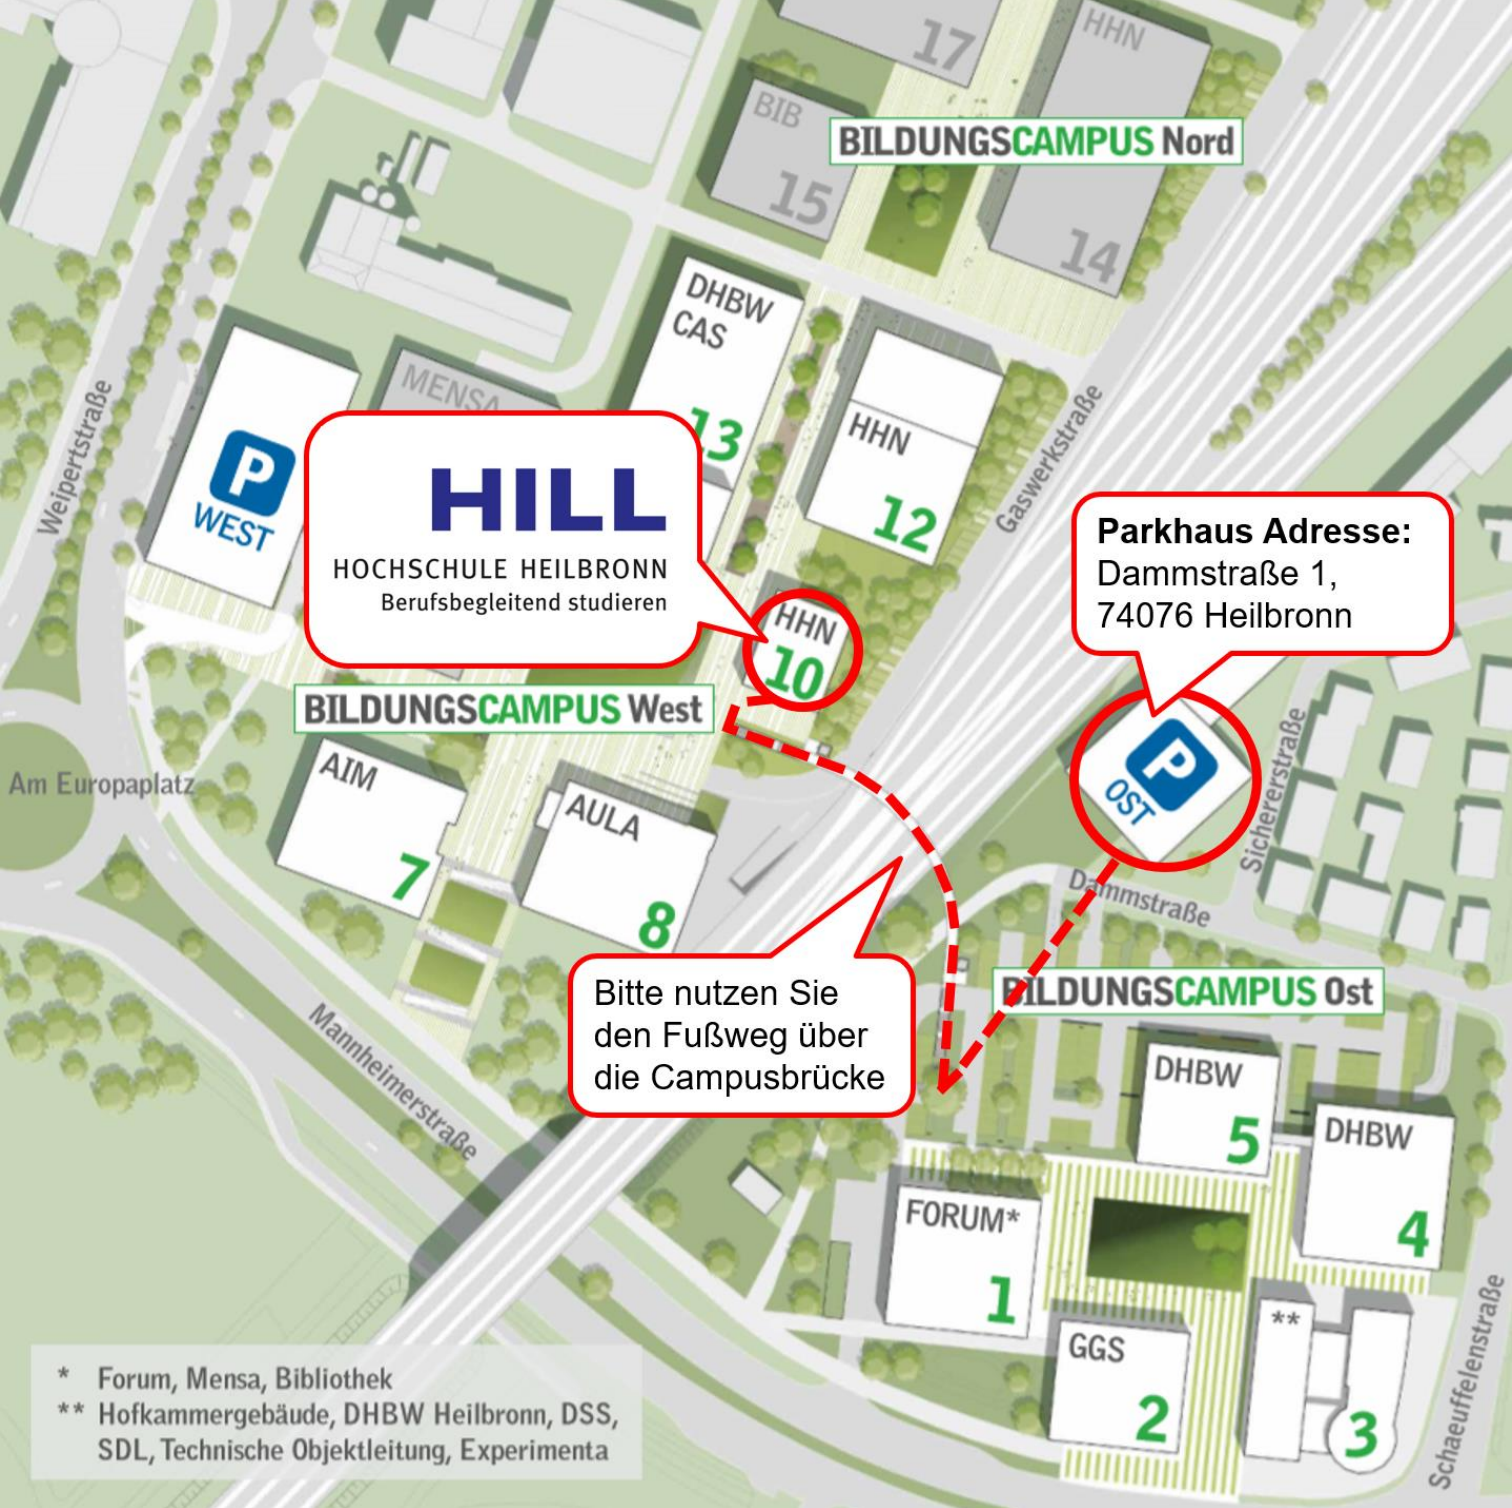 17
HHN
BIB
BILDUNGSCAMPUS Nord
15
14
DHBW
CAS
13
MENSA
HHN
12
Gaswerkstraße
Weipertstraße
P
WEST
HILL
HOCHSCHULE HEILBRONN
Berufsbegleitend studieren
Parkhaus Adresse:
Dammstraße 1,
74076 Heilbronn
HHN
10
BILDUNGSCAMPUS West
P
OST
Sichererstraße
Am Europaplatz
AIM
7
AULA
8
Dammstraße
Bitte nutzen Sie
den Fußweg über
die Campusbrücke
BILDUNGSCAMPUS Ost
Mannheimerstraße
DHBW
5
DHBW
4
FORUM*
1
GGS
2
**
3
Schaeuffelenstraße
* Forum, Mensa, Bibliothek
** Hofkammergebäude, DHBW Heilbronn, DSS,
SDL, Technische Objektleitung, Experimenta